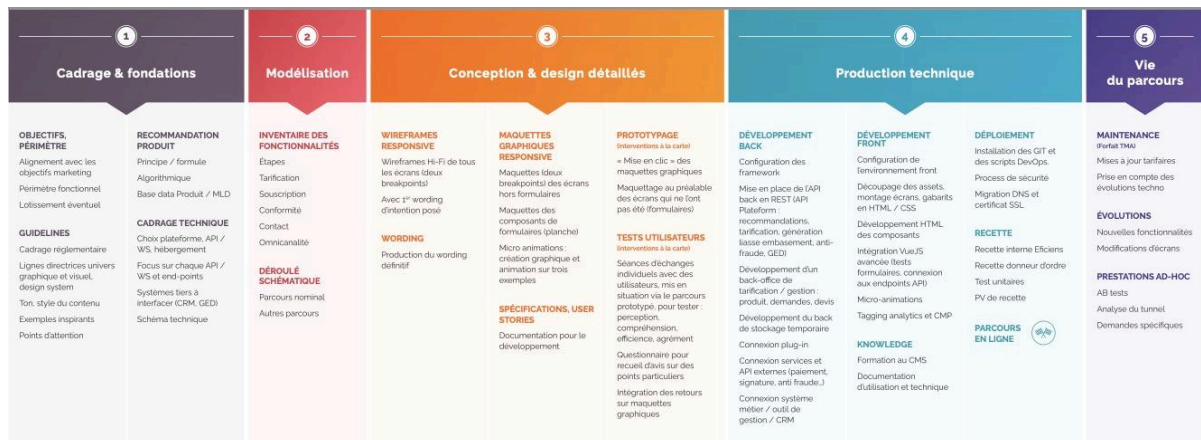 1
Cadrage & fondations
OBJECTIFS,
PÉRIMÈTRE
Alignement avec les
objectifs marketing
Périmètre fonctionnel
Lotissement éventuel
GUIDELINES
Cadrage réglementaire
Lignes directrices univers
graphique et visuel,
design system
Ton, style du contenu
Exemples inspirants
Points d'attention
RECOMMANDATION
PRODUIT
Principe / formule
Algorithmique
Base data Produit / MLD
CADRAGE TECHNIQUE
Choix plateforme, API /
WS, hébergement
Focus sur chaque API /
WS et end-points
Systèmes tiers à
interfacer (CRM, GED)
Schéma technique
2
Modélisation
INVENTAIRE DES
FONCTIONNALITÉS
Étapes
Tarification
Souscription
Conformité
Contact
Omnicanalité
DÉROULÉ
SCHÉMATIQUE
Parcours nominal
Autres parcours
3
Conception & design détaillés
WIREFRAMES
RESPONSIVE
Wireframes Hi-Fi de tous
les écrans (deux
breakpoints)
Avec 1er wording
d'intention posé
WORDING
Production du wording
définitif
MAQUETTES
GRAPHIQUES
RESPONSIVE
Maquettes (deux
breakpoints) des écrans
hors formulaires
Maquettes des
composants de
formulaires (planche)
Micro animations :
création graphique et
animation sur trois
exemples
SPÉCIFICATIONS, USER
STORIES
Documentation pour le
développement
PROTOTYPAGE
(interventions à la carte)
« Mise en clic » des
maquettes graphiques
Maquettage au préalable
des écrans qui ne l'ont
pas été (formulaires)
TESTS UTILISATEURS
(interventions à la carte)
Séances d'échanges
individuels avec des
utilisateurs, mis en
situation via le parcours
prototypé, pour tester :
perception,
compréhension,
efficience, agrément
Questionnaire pour
recueil d'avis sur des
points particuliers
Intégration des retours
sur maquettes
graphiques
4
Production technique
DÉVELOPPEMENT
BACK
Configuration des
framework
Mise en place de l'API
back en REST (API
Plateform :
recommandations,
tarification, génération
liasse embasement, anti-
fraude, GED)
Développement d'un
back-office de
tarification / gestion :
produit, demandes, devis
Développement du back
de stockage temporaire
Connexion plug-in
Connexion services et
API externes (paiement,
signature, anti fraude…)
Connexion système
métier / outil de
gestion / CRM
DÉVELOPPEMENT
FRONT
Configuration de
l'environnement front
Découpage des assets,
montage écrans, gabarits
en HTML / CSS
Développement HTML
des composants
Intégration VueJS
avancée (tests
formulaires, connexion
aux endpoints API)
Micro-animations
Tagging analytics et CMP
KNOWLEDGE
Formation au CMS
Documentation
d'utilisation et technique
DÉPLOIEMENT
Installation des GIT et
des scripts DevOps.
Process de sécurité
Migration DNS et
certificat SSL
RECETTE
Recette interne Eficiens
Recette donneur d'ordre
Test unitaires
PV de recette
PARCOURS
EN LIGNE
5
Vie
du parcours
MAINTENANCE
(Forfait TMA)
Mises à jour tarifaires
Prise en compte des
évolutions techno
ÉVOLUTIONS
Nouvelles fonctionnalités
Modifications d'écrans
PRESTATIONS AD-HOC
AB tests
Analyse du tunnel
Demandes spécifiques